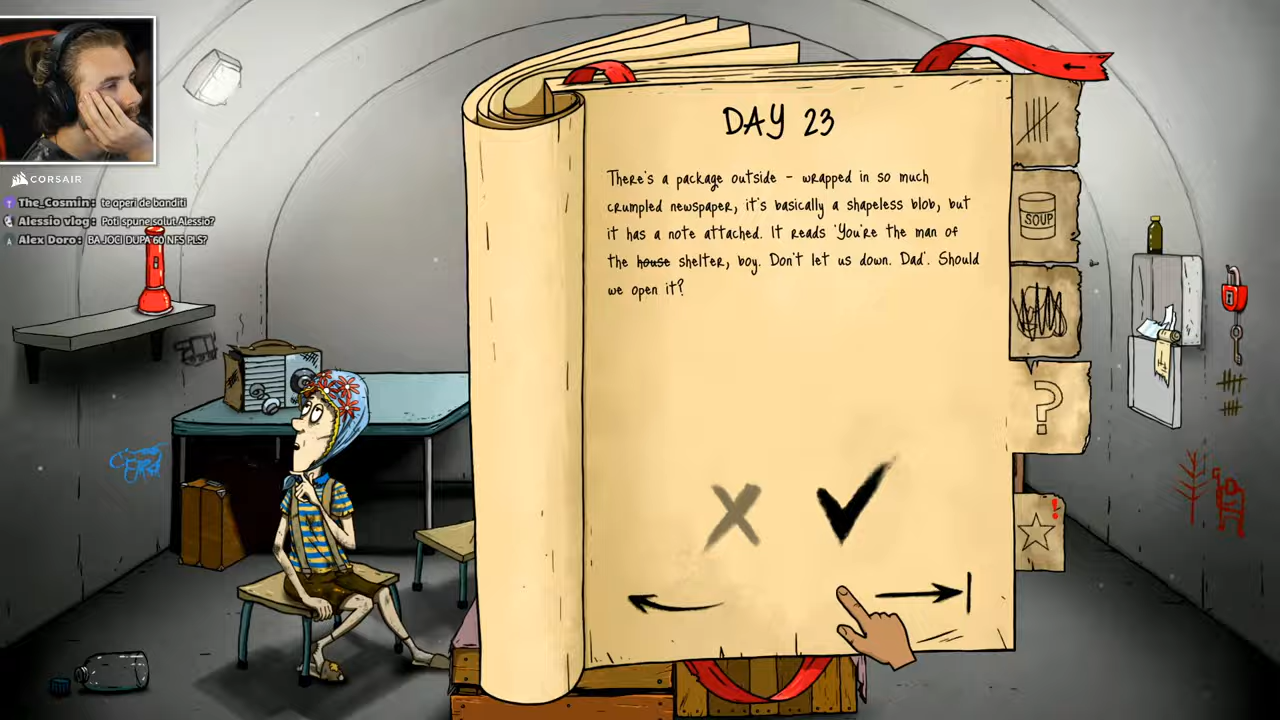 CORSAIR
The_Cosmin: te aperi de banditi
Alessio vlog: Poti spune salut Alessio?
Alex Doro: BAJOCI DUPA 60 NFS PLS?
DAY 23
There's a package outside - wrapped in so much
crumpled newspaper, it's basically a shapeless blob, but
it has a note attached. It reads 'You're the man of
the house shelter, boy. Don't let us down. Dad'. Should
we open it?
SOUP
?
!